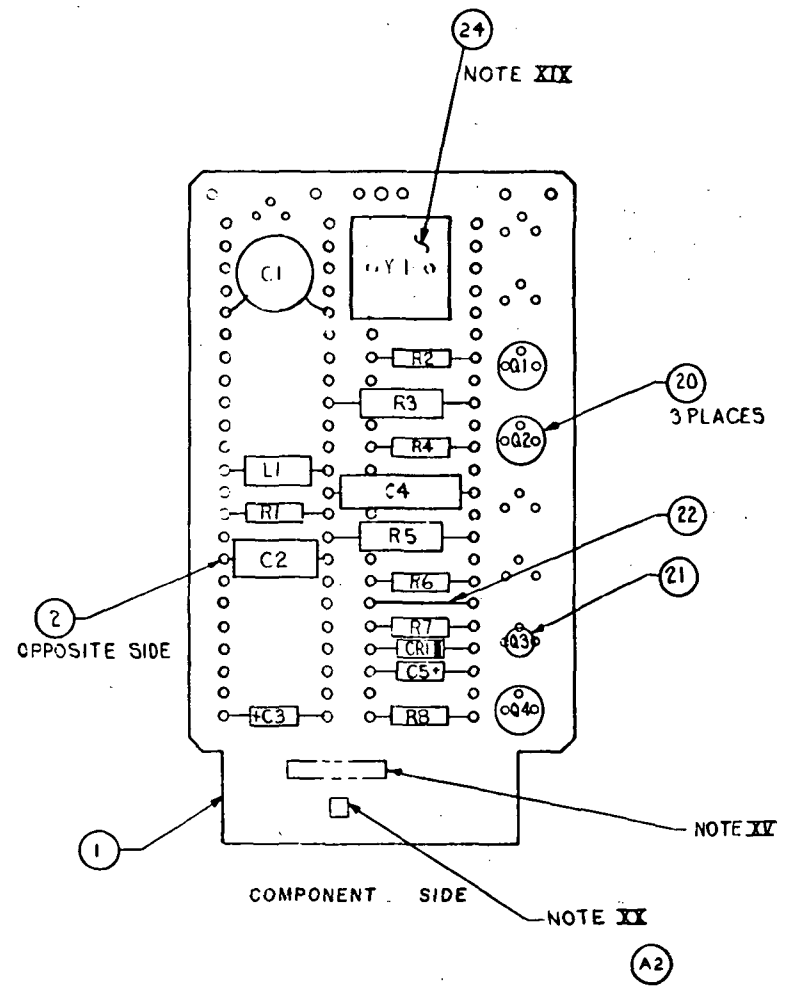 24
NOTE XIX
C1
Y1
R2
Q1
20
3 PLACES
R3
Q2
R4
L1
C4
22
R1
R5
C2
21
R6
2
OPPOSITE SIDE
R7
Q3
CR1
C5+
+C3
R8
Q4
1
NOTE XV
COMPONENT SIDE
NOTE XX
A2